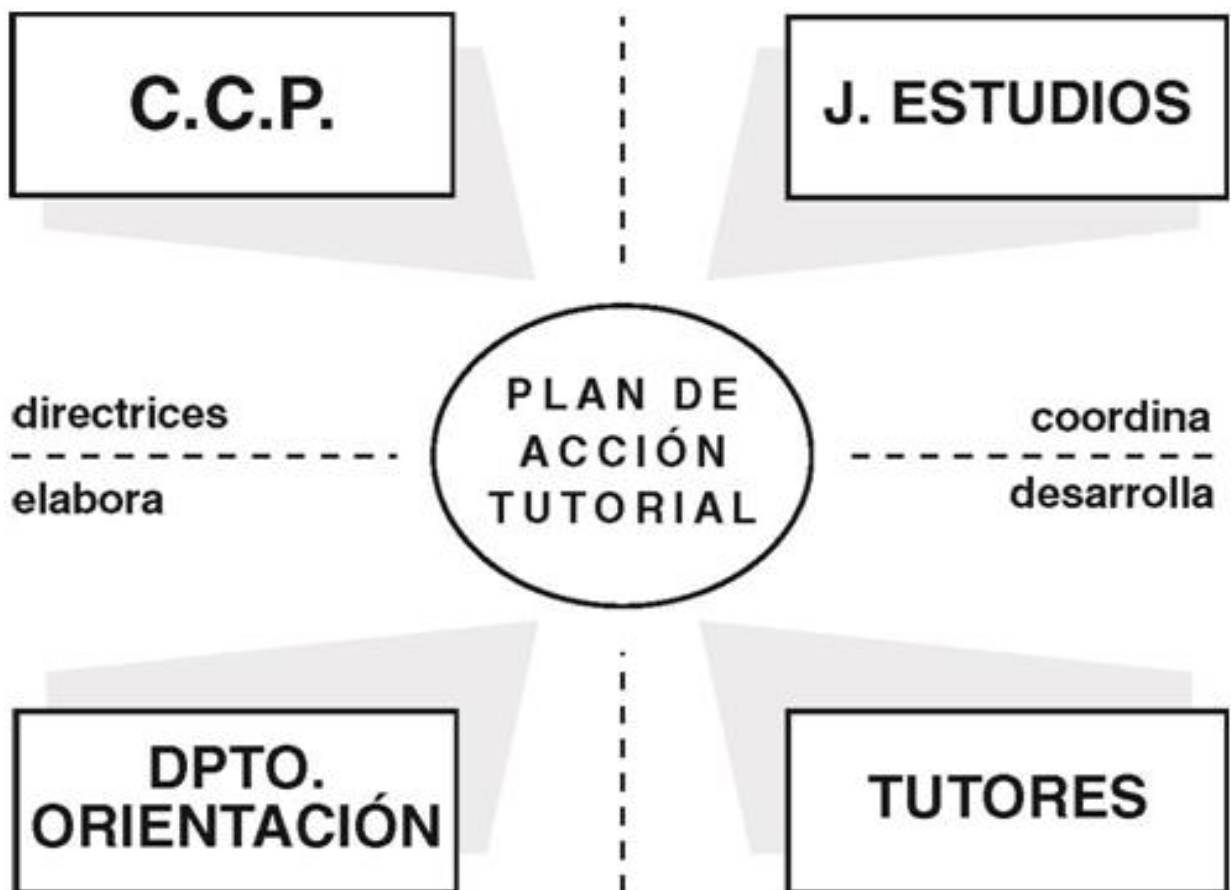 C.C.P.
J. ESTUDIOS
directrices
elabora
PLAN DE
ACCIÓN
TUTORIAL
coordina
desarrolla
DPTO.
ORIENTACIÓN
TUTORES